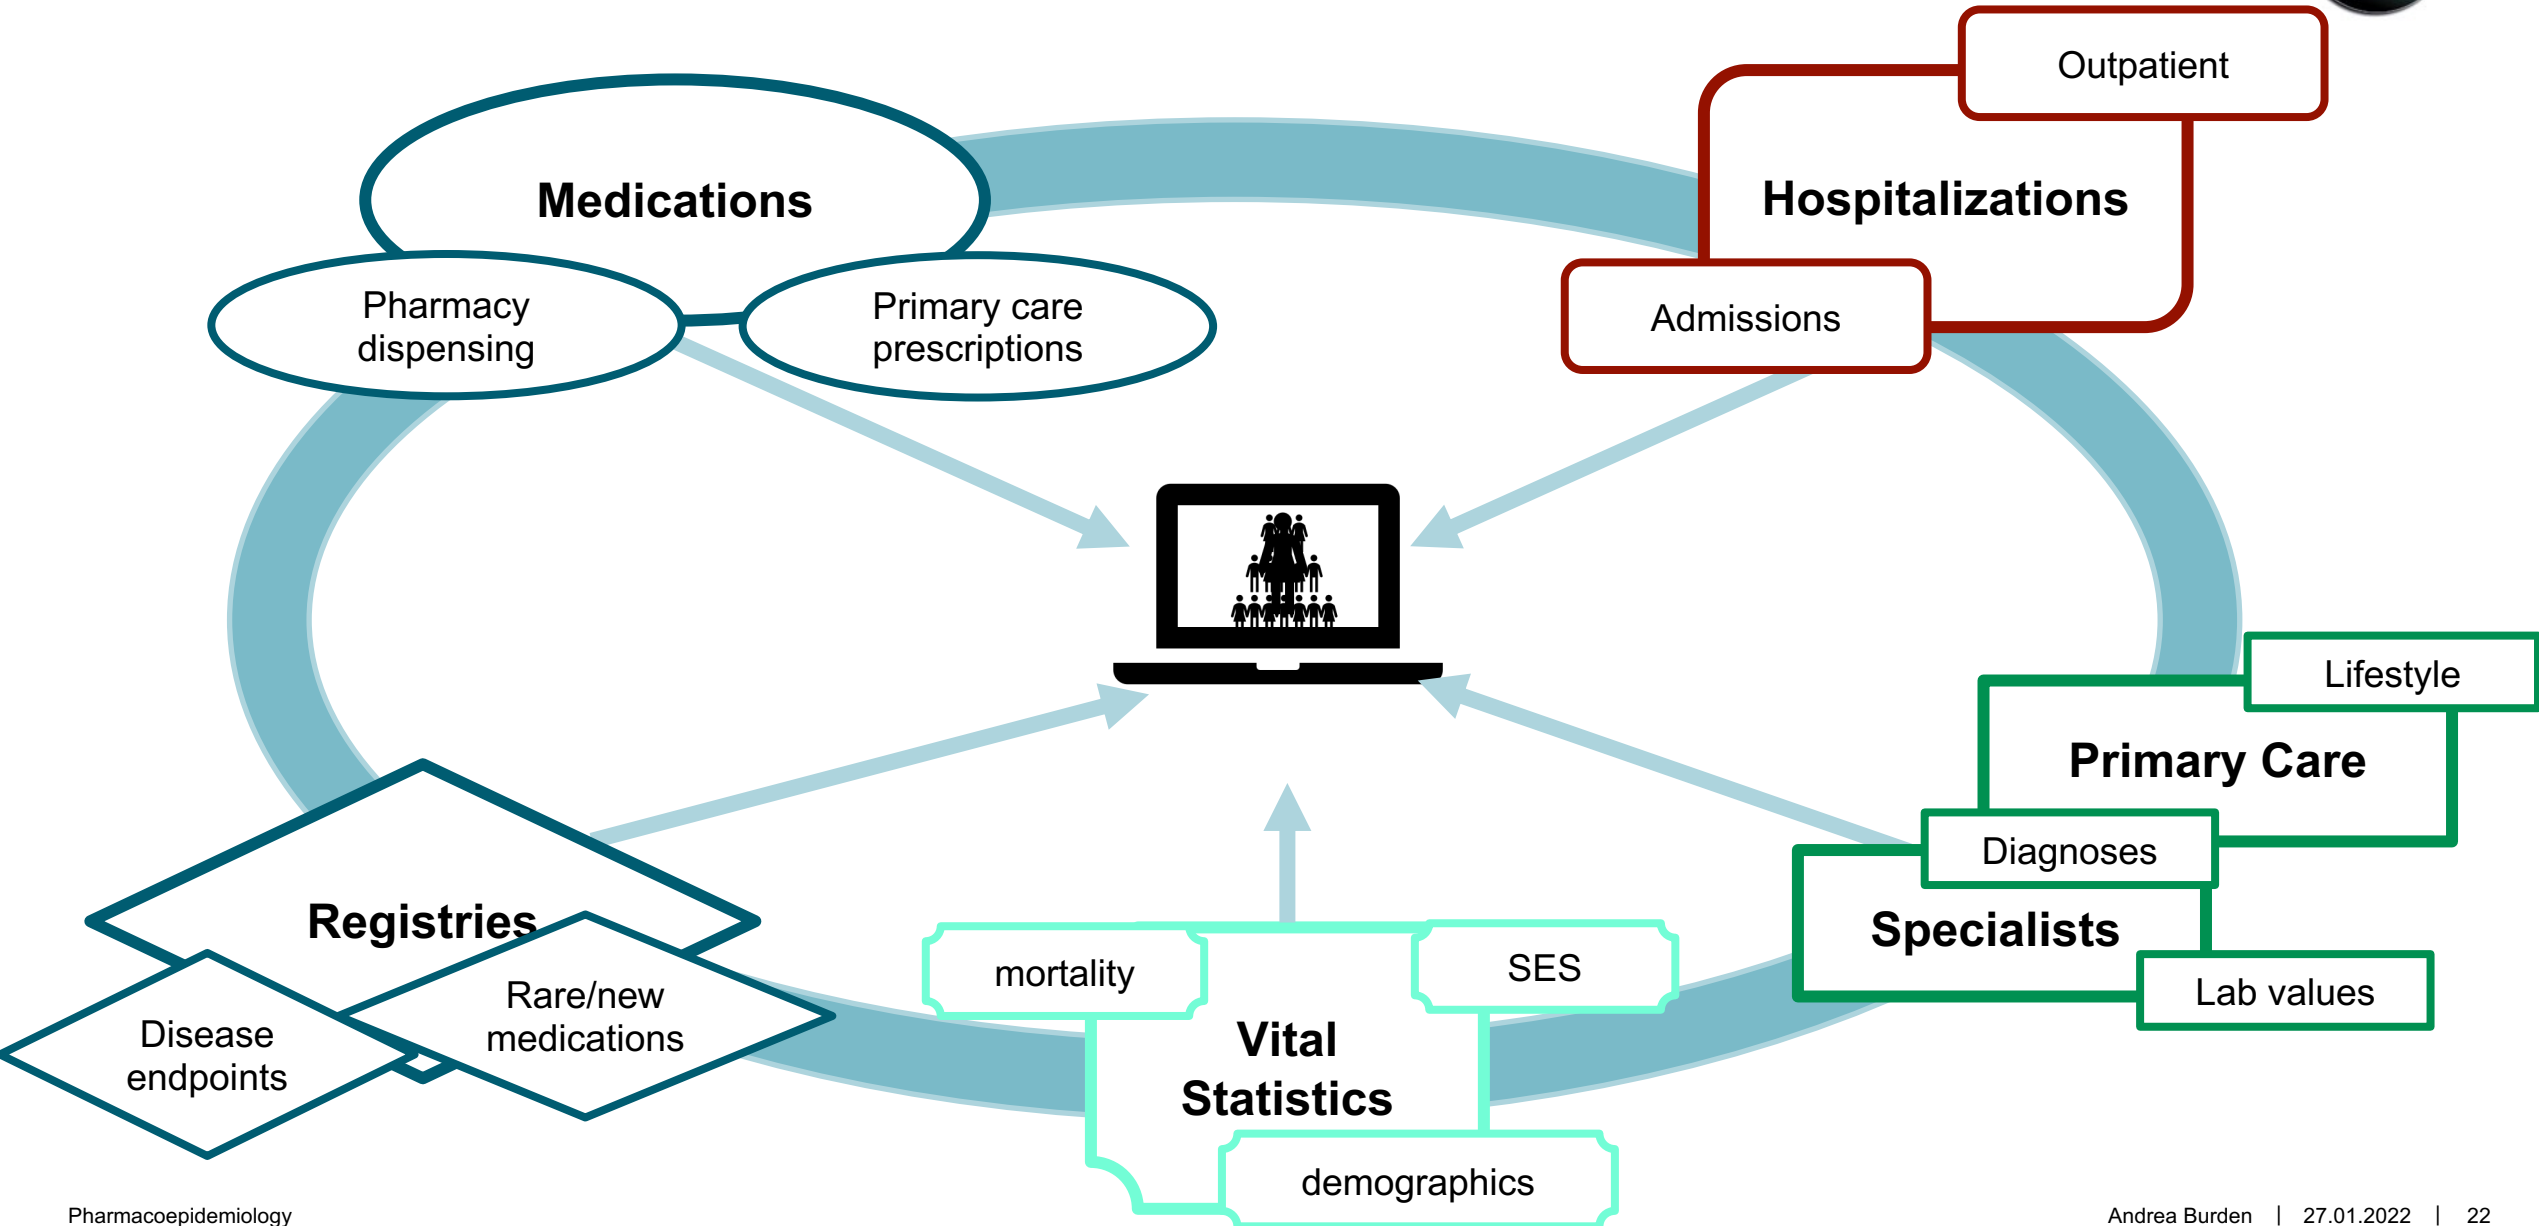 Outpatient
Medications
Hospitalizations
Pharmacy
dispensing
Primary care
prescriptions
Admissions
Lifestyle
Primary Care
Diagnoses
Registries
Specialists
mortality
SES
Lab values
Rare/new
medications
Disease
endpoints
Vital
Statistics
demographics
Pharmacoepidemiology
Andrea Burden | 27.01.2022 | 22